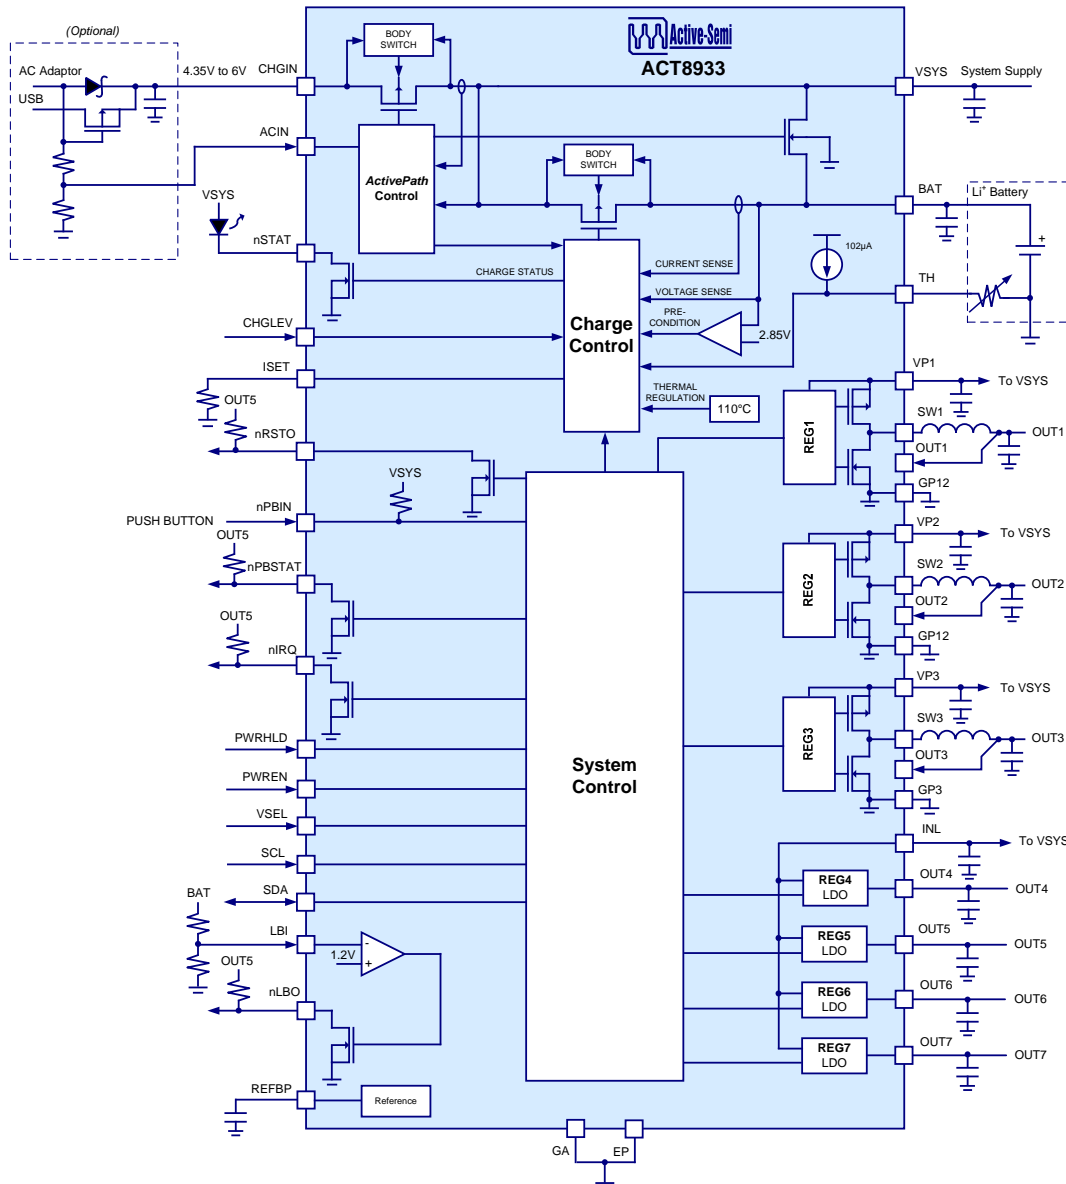 (Optional)
AC Adaptor
USB
4.35V to 6V
CHGIN
BODY
SWITCH
Active-Semi
ACT8933
VSYS
System Supply
ACIN
ActivePath
Control
BODY
SWITCH
BAT
Li+ Battery
+
VSYS
nSTAT
CHARGE STATUS
CURRENT SENSE
102µA
VOLTAGE SENSE
TH
PRE-
CONDITION
2.85V
CHGLEV
Charge
Control
ISET
THERMAL
REGULATION
110°C
VP1
To VSYS
REG1
SW1
OUT1
OUT1
GP12
OUT5
nRSTO
VSYS
nPBIN
PUSH BUTTON
VP2
To VSYS
REG2
SW2
OUT2
OUT2
GP12
OUT5
nPBSTAT
OUT5
nIRQ
VP3
To VSYS
REG3
SW3
OUT3
OUT3
GP3
PWRHLD
PWREN
VSEL
SCL
SDA
System
Control
INL
To VSYS
REG4
LDO
OUT4
OUT4
REG5
LDO
OUT5
OUT5
REG6
LDO
OUT6
OUT6
REG7
LDO
OUT7
OUT7
BAT
LBI
1.2V
-
+
OUT5
nLBO
REFBP
Reference
GA
EP